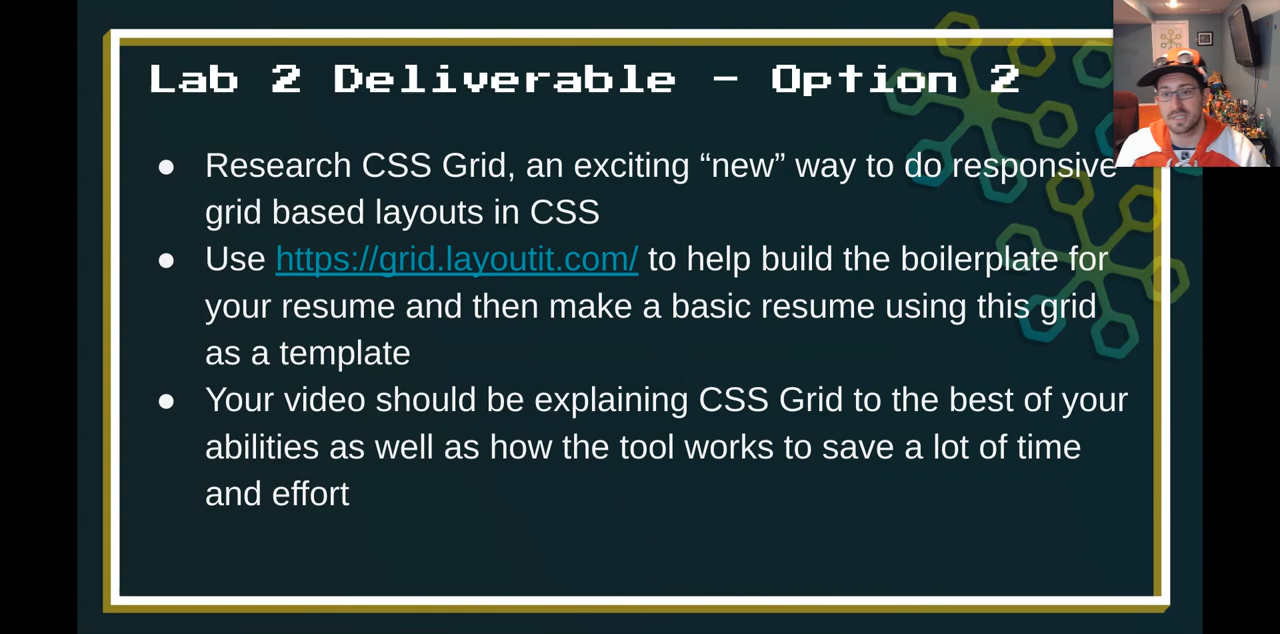 Lab 2 Deliverable - Option 2
● Research CSS Grid, an exciting “new” way to do responsive
grid based layouts in CSS
● Use https://grid.layoutit.com/ to help build the boilerplate for
your resume and then make a basic resume using this grid
as a template
● Your video should be explaining CSS Grid to the best of your
abilities as well as how the tool works to save a lot of time
and effort